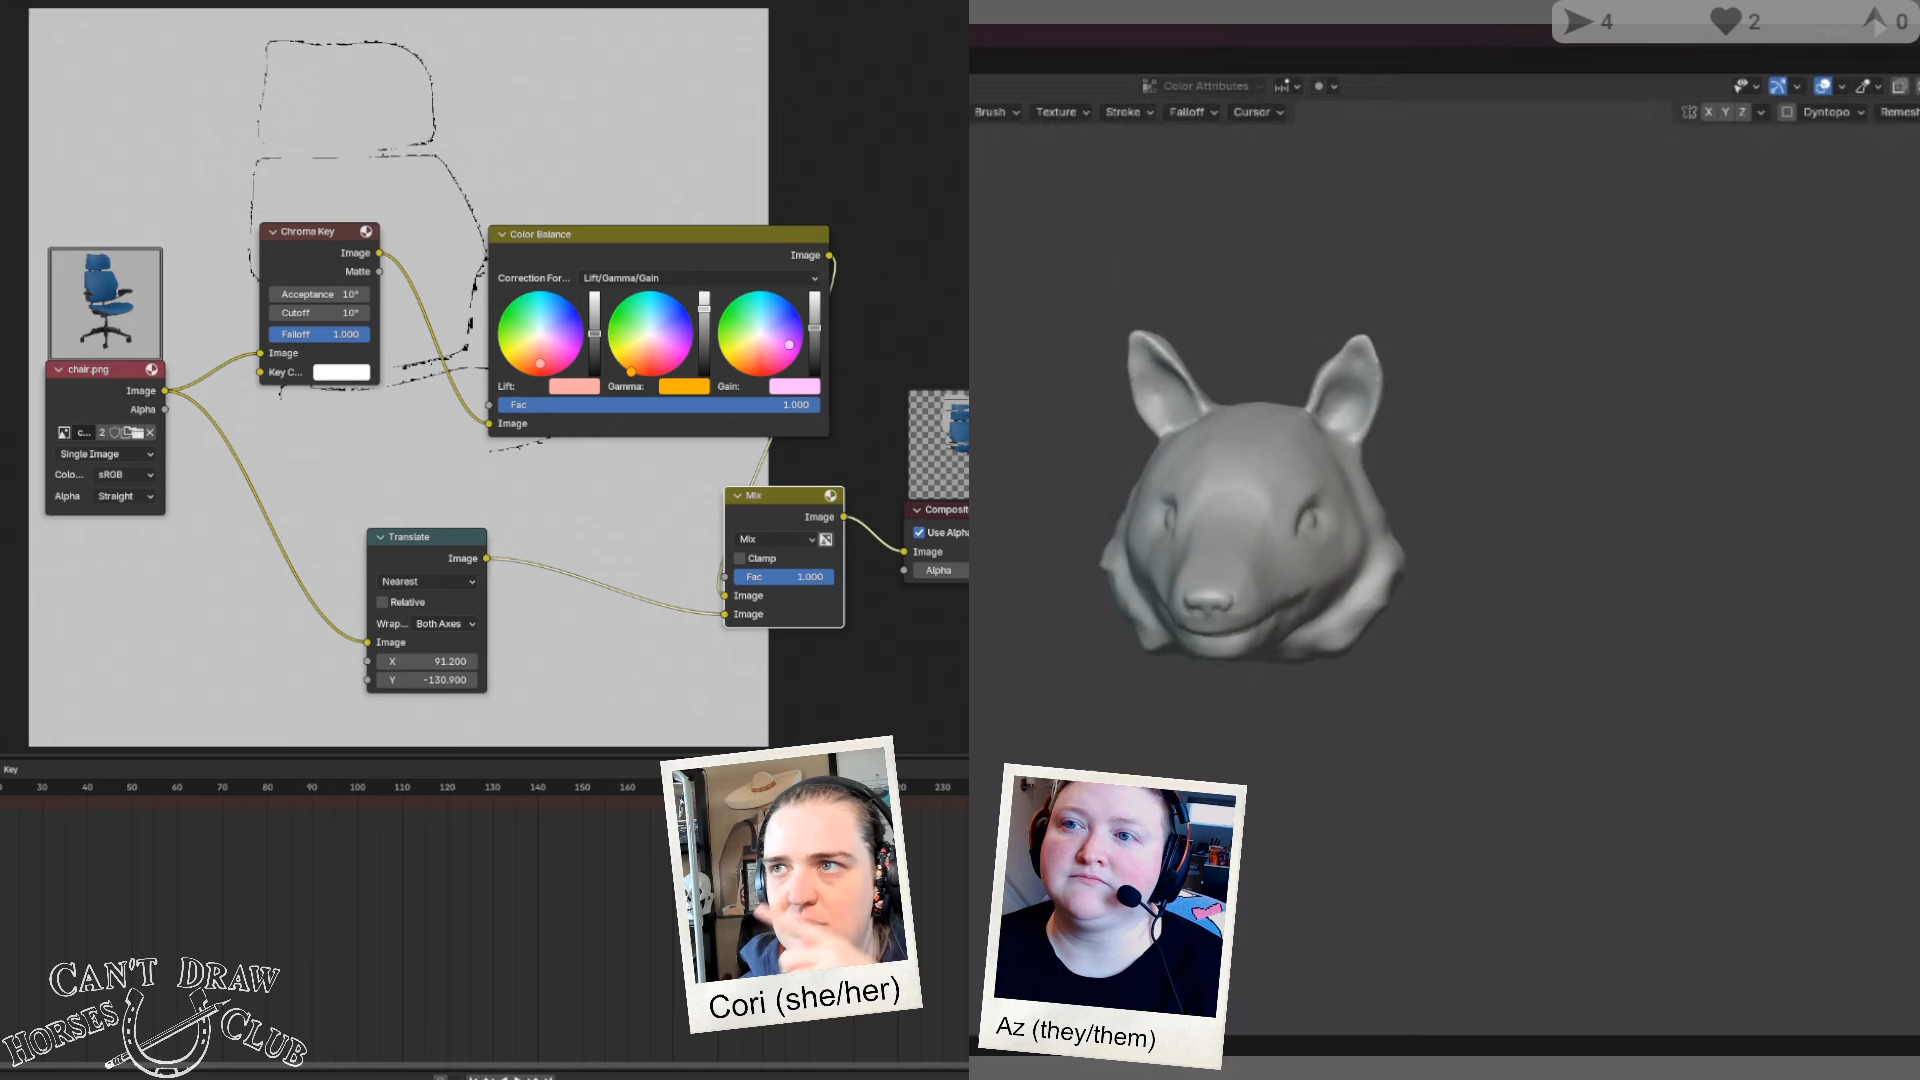 4 2 0
Color Attributes
Brush Texture Stroke Falloff Cursor X Y Z Dyntopo Remesh
Chroma Key
Image
Matte
Acceptance 10°
Cutoff 10°
Falloff 1.000
Image
Key C...
Color Balance
Image
Correction For... Lift/Gamma/Gain
Lift: Gamma: Gain:
Fac 1.000
Image
chair.png
Image
Alpha
c... 2
Single Image
Colo... sRGB
Alpha Straight
Translate
Image
Nearest
Relative
Wrap... Both Axes
Image
X 91.200
Y -130.900
Mix
Image
Mix
Clamp
Fac 1.000
Image
Image
Composit
Use Alpha
Image
Alpha
Key
30 40 50 60 70 80 90 100 110 120 130 140 150 160 230
Cori (she/her)
Az (they/them)
CAN'T DRAW
HORSES CLUB